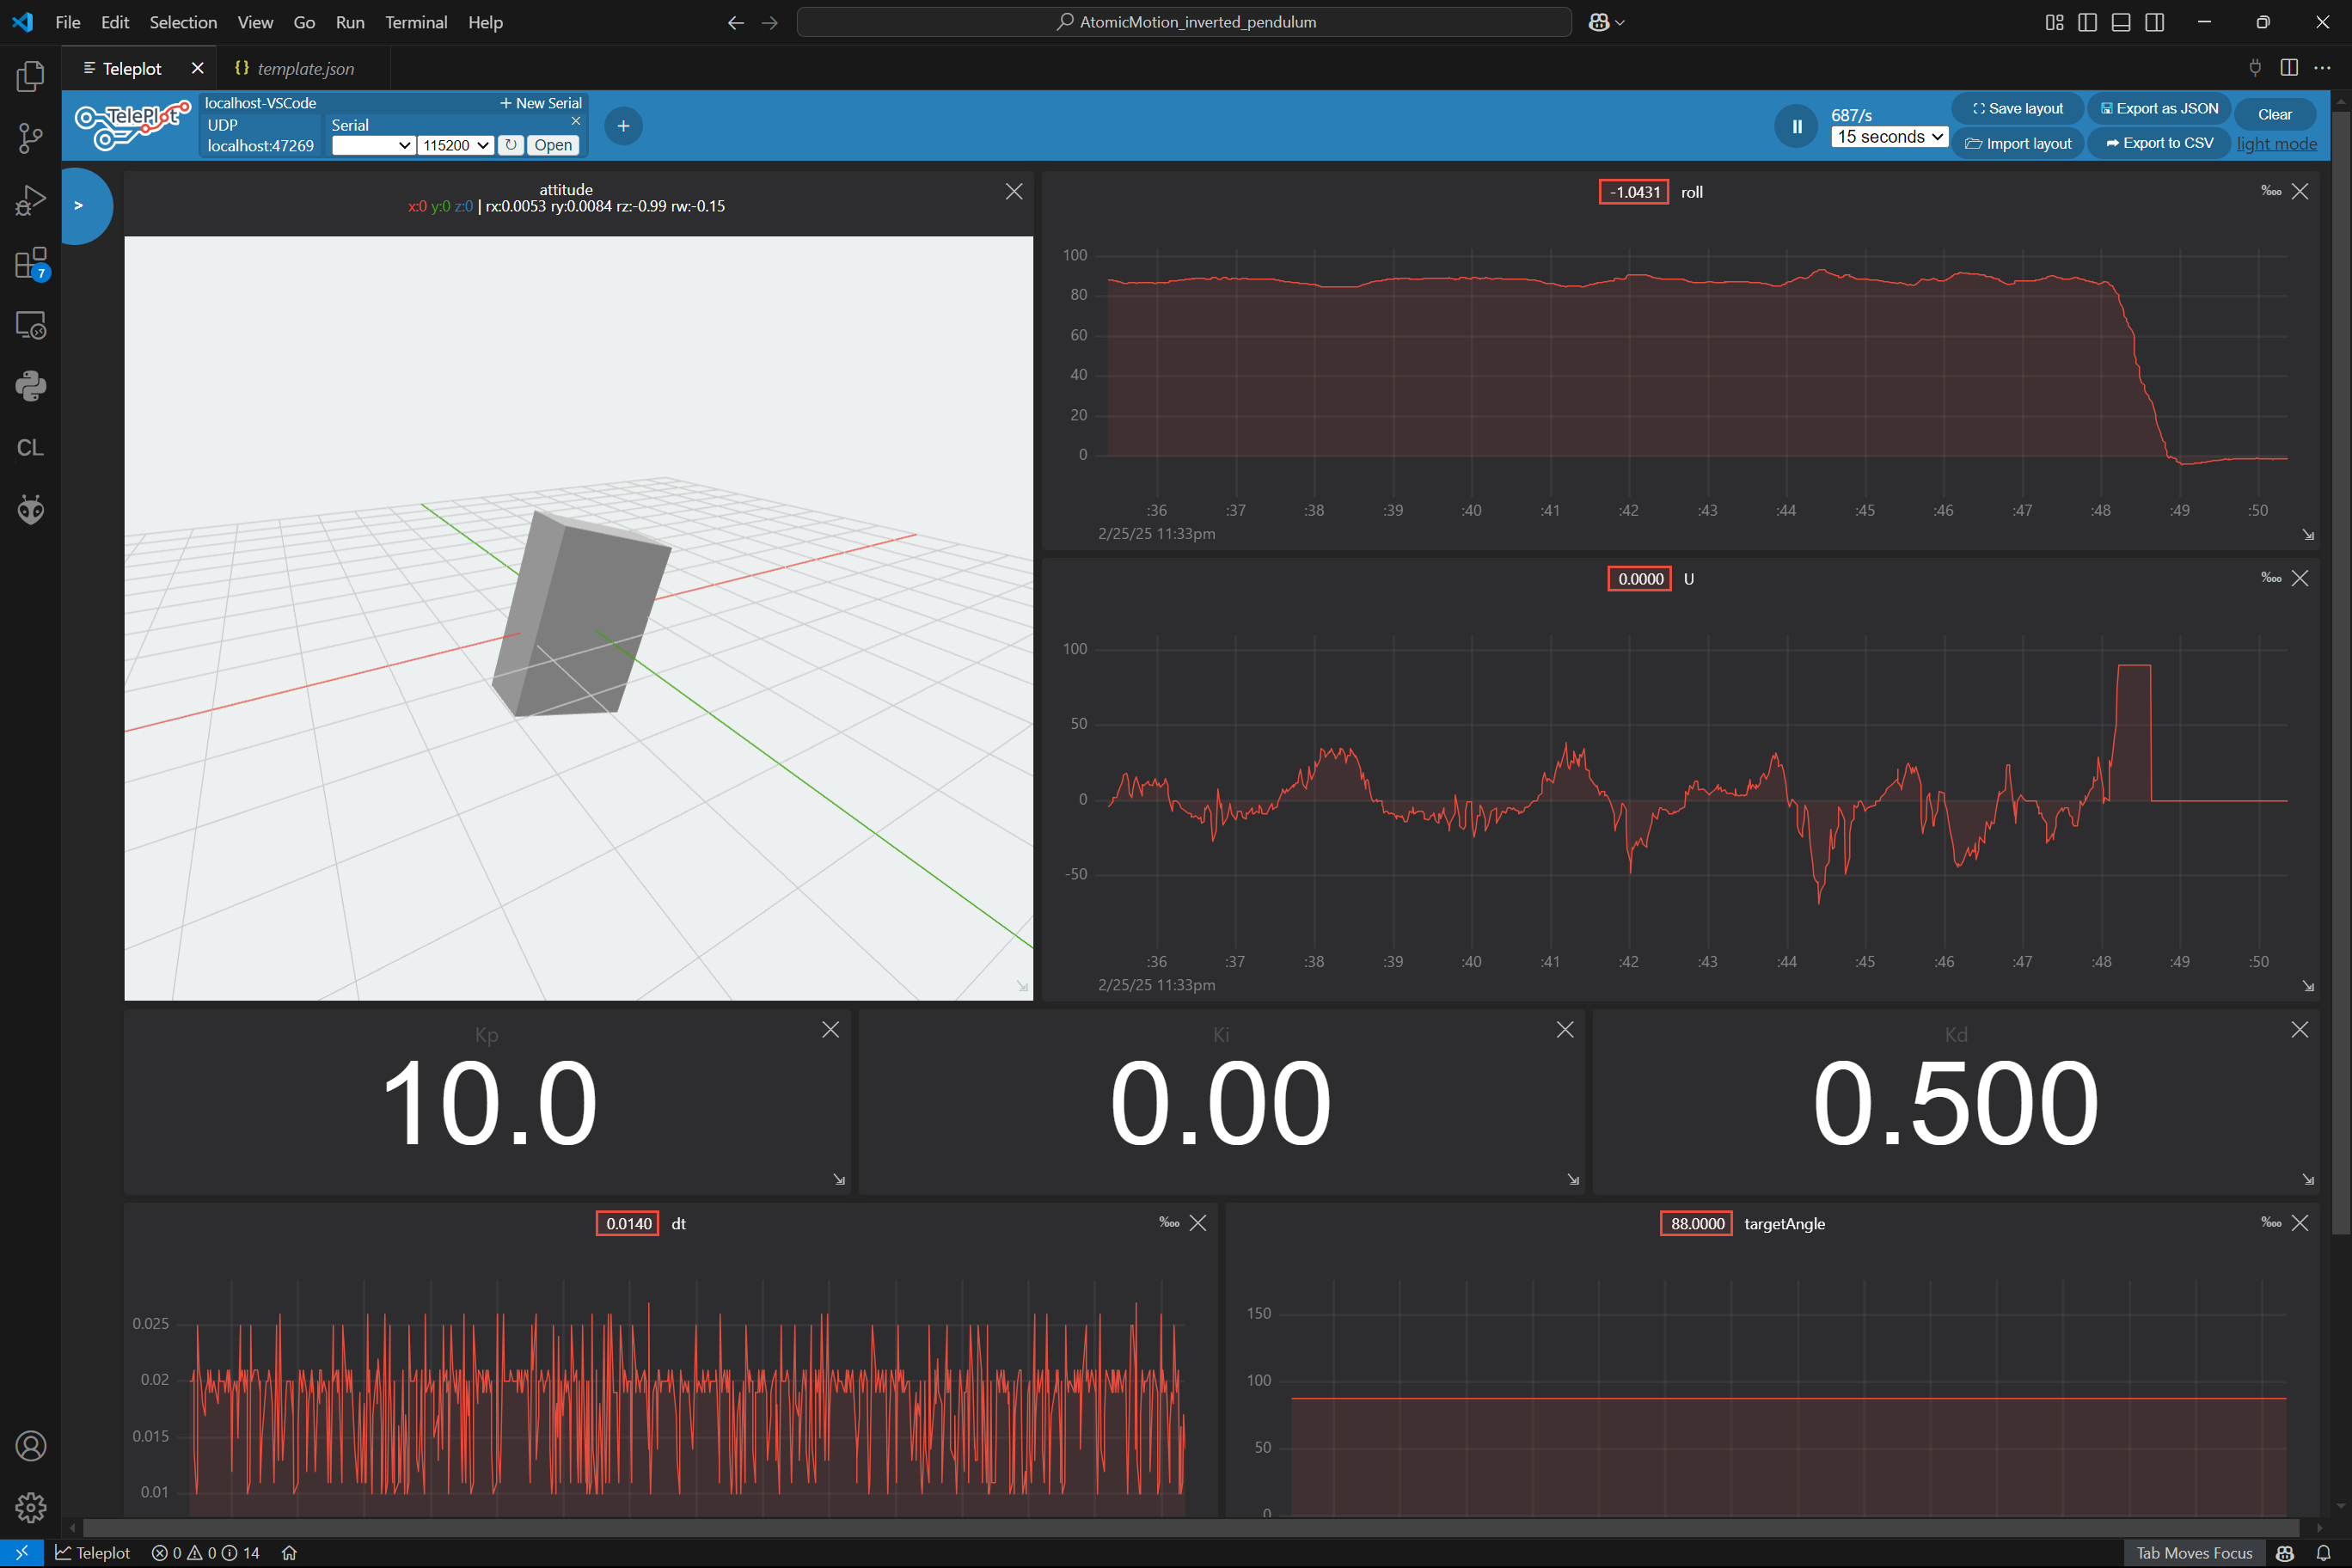 File Edit Selection View Go Run Terminal Help
AtomicMotion_inverted_pendulum
Teleplot
{} template.json
TelePlot
localhost-VSCode + New Serial
UDP
localhost:47269
Serial
115200 Open
+
687/s
15 seconds
Save layout
Import layout
Export as JSON
Export to CSV
Clear
light mode
7
CL
>
attitude
x:0 y:0 z:0 | rx:0.0053 ry:0.0084 rz:-0.99 rw:-0.15
-1.0431 roll
‰o
100
80
60
40
20
0
:36 :37 :38 :39 :40 :41 :42 :43 :44 :45 :46 :47 :48 :49 :50
2/25/25 11:33pm
0.0000 U
‰o
100
50
0
-50
:36 :37 :38 :39 :40 :41 :42 :43 :44 :45 :46 :47 :48 :49 :50
2/25/25 11:33pm
Kp
10.0
Ki
0.00
Kd
0.500
0.0140 dt
‰o
0.025
0.02
0.015
0.01
88.0000 targetAngle
‰o
150
100
50
0
Teleplot 0 0 14
Tab Moves Focus